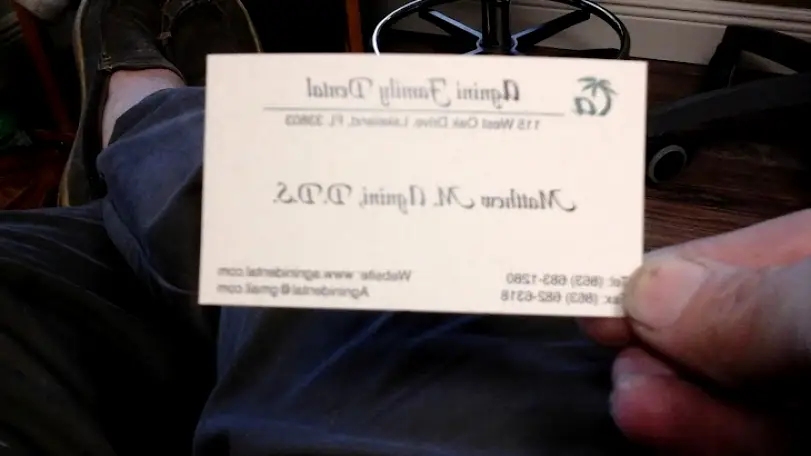 Agnini Family Dental
115 West Oak Drive, Lakeland, FL 33803
Matthew M. Agnini, D.D.S.
Tel: (863) 683-1280
Fax: (863) 682-6318
Website: www.agninidental.com
Agninidental@gmail.com